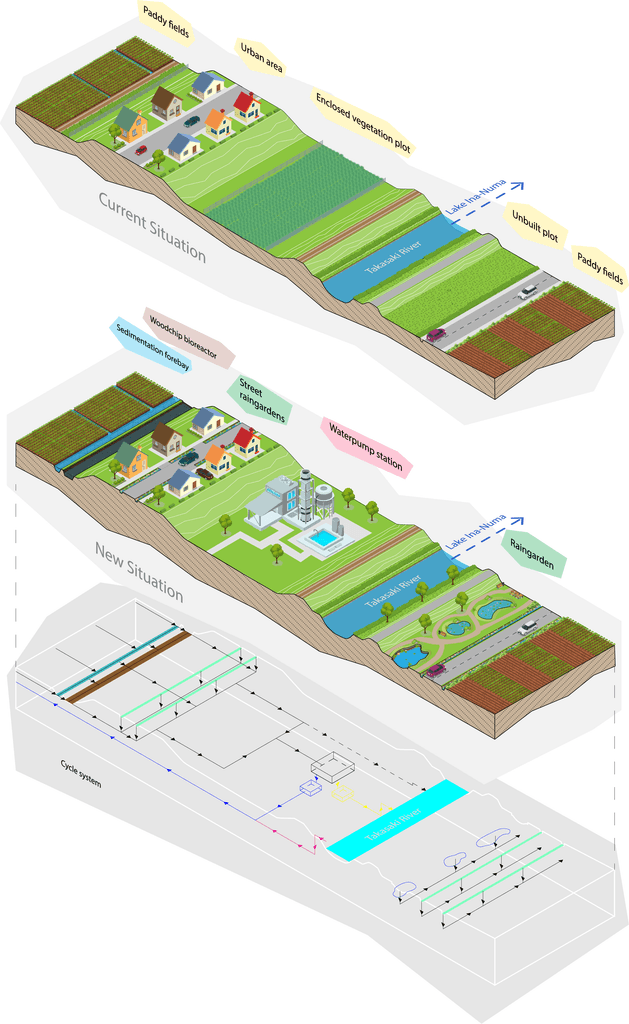 Paddy fields
Urban area
Enclosed vegetation plot
Lake Ina-Numa
Unbuilt plot
Paddy fields
Takasaki River
Current Situation
Woodchip bioreactor
Sedimentation forebay
Street
raingardens
Waterpump station
Lake Ina-Numa
Raingarden
Takasaki River
New Situation
Cycle system
Takasaki River